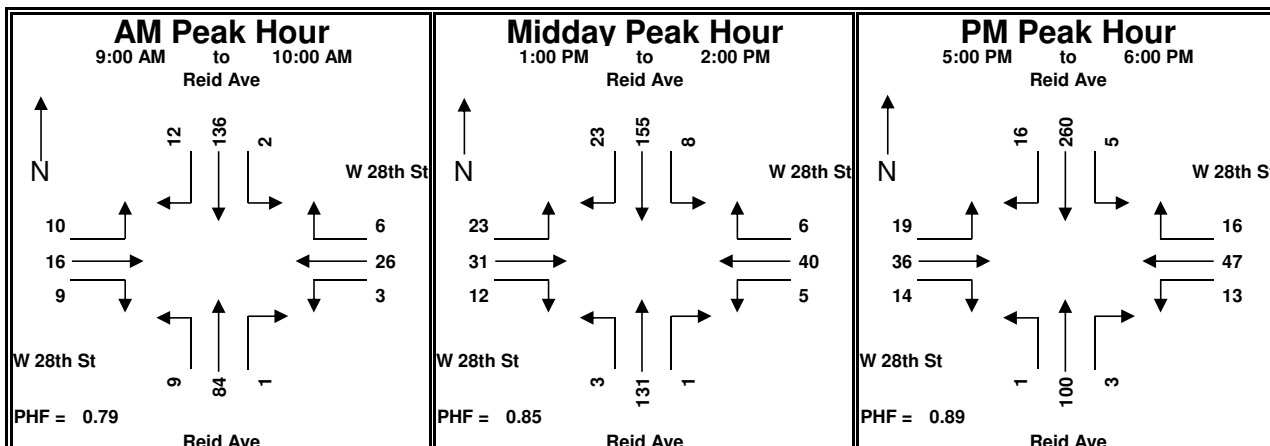 AM Peak Hour
9:00 AM to 10:00 AM
Reid Ave
12 136 2
N
W 28th St
10 6
16 26
9 3
W 28th St
9 84 1
PHF = 0.79
Reid Ave
Midday Peak Hour
1:00 PM to 2:00 PM
Reid Ave
23 155 8
N
W 28th St
23 6
31 40
12 5
W 28th St
3 131 1
PHF = 0.85
Reid Ave
PM Peak Hour
5:00 PM to 6:00 PM
Reid Ave
16 260 5
N
W 28th St
19 16
36 47
14 13
W 28th St
1 100 3
PHF = 0.89
Reid Ave